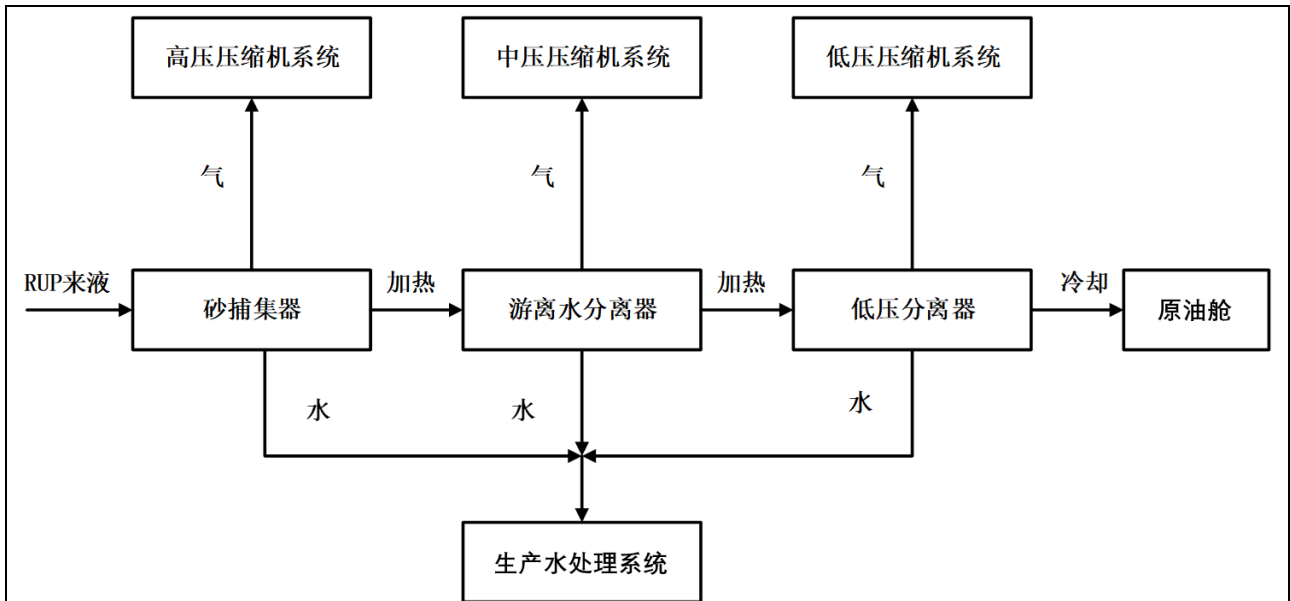 高压压缩机系统
中压压缩机系统
低压压缩机系统
气
气
气
RUP来液
砂捕集器
加热
游离水分离器
加热
低压分离器
冷却
原油舱
水
水
水
生产水处理系统